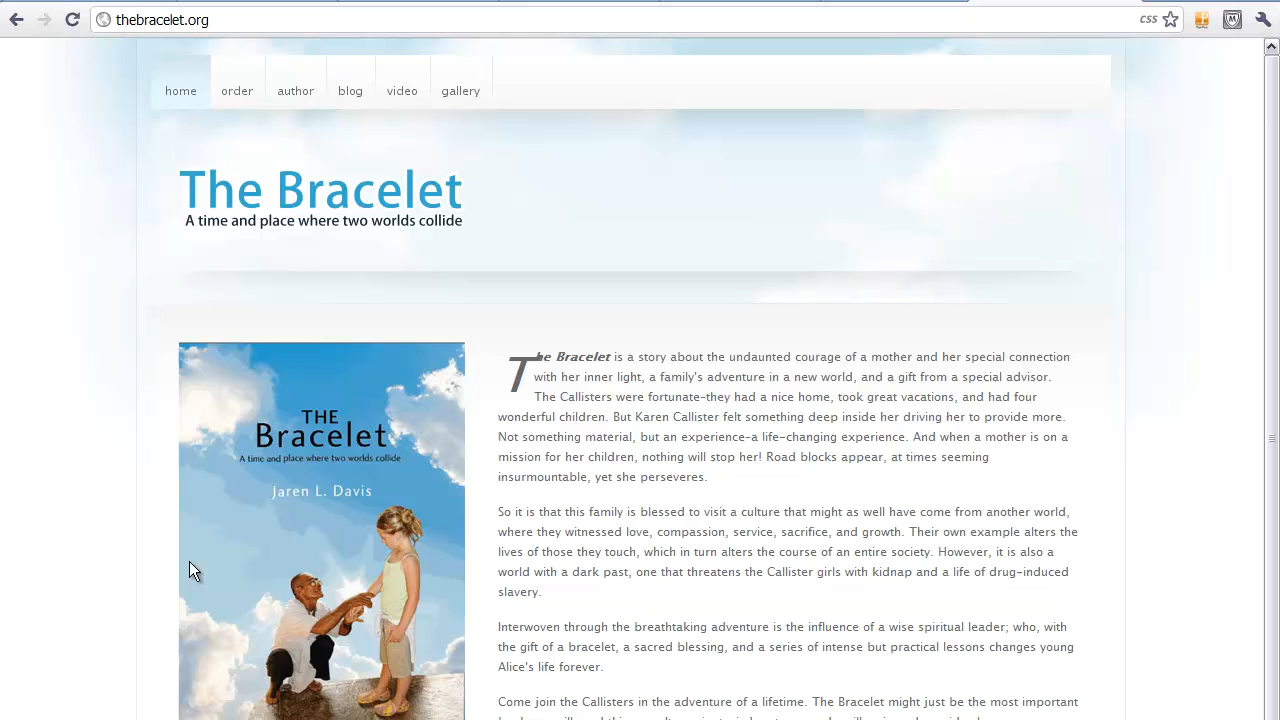 thebracelet.org
CSS
home order author blog video gallery
The Bracelet
A time and place where two worlds collide
THE
Bracelet
A time and place where two worlds collide
Jaren L. Davis
The Bracelet is a story about the undaunted courage of a mother and her special connection
with her inner light, a family's adventure in a new world, and a gift from a special advisor.
The Callisters were fortunate-they had a nice home, took great vacations, and had four
wonderful children. But Karen Callister felt something deep inside her driving her to provide more.
Not something material, but an experience-a life-changing experience. And when a mother is on a
mission for her children, nothing will stop her! Road blocks appear, at times seeming
insurmountable, yet she perseveres.
So it is that this family is blessed to visit a culture that might as well have come from another world,
where they witnessed love, compassion, service, sacrifice, and growth. Their own example alters the
lives of those they touch, which in turn alters the course of an entire society. However, it is also a
world with a dark past, one that threatens the Callister girls with kidnap and a life of drug-induced
slavery.
Interwoven through the breathtaking adventure is the influence of a wise spiritual leader; who, with
the gift of a bracelet, a sacred blessing, and a series of intense but practical lessons changes young
Alice's life forever.
Come join the Callisters in the adventure of a lifetime. The Bracelet might just be the most important